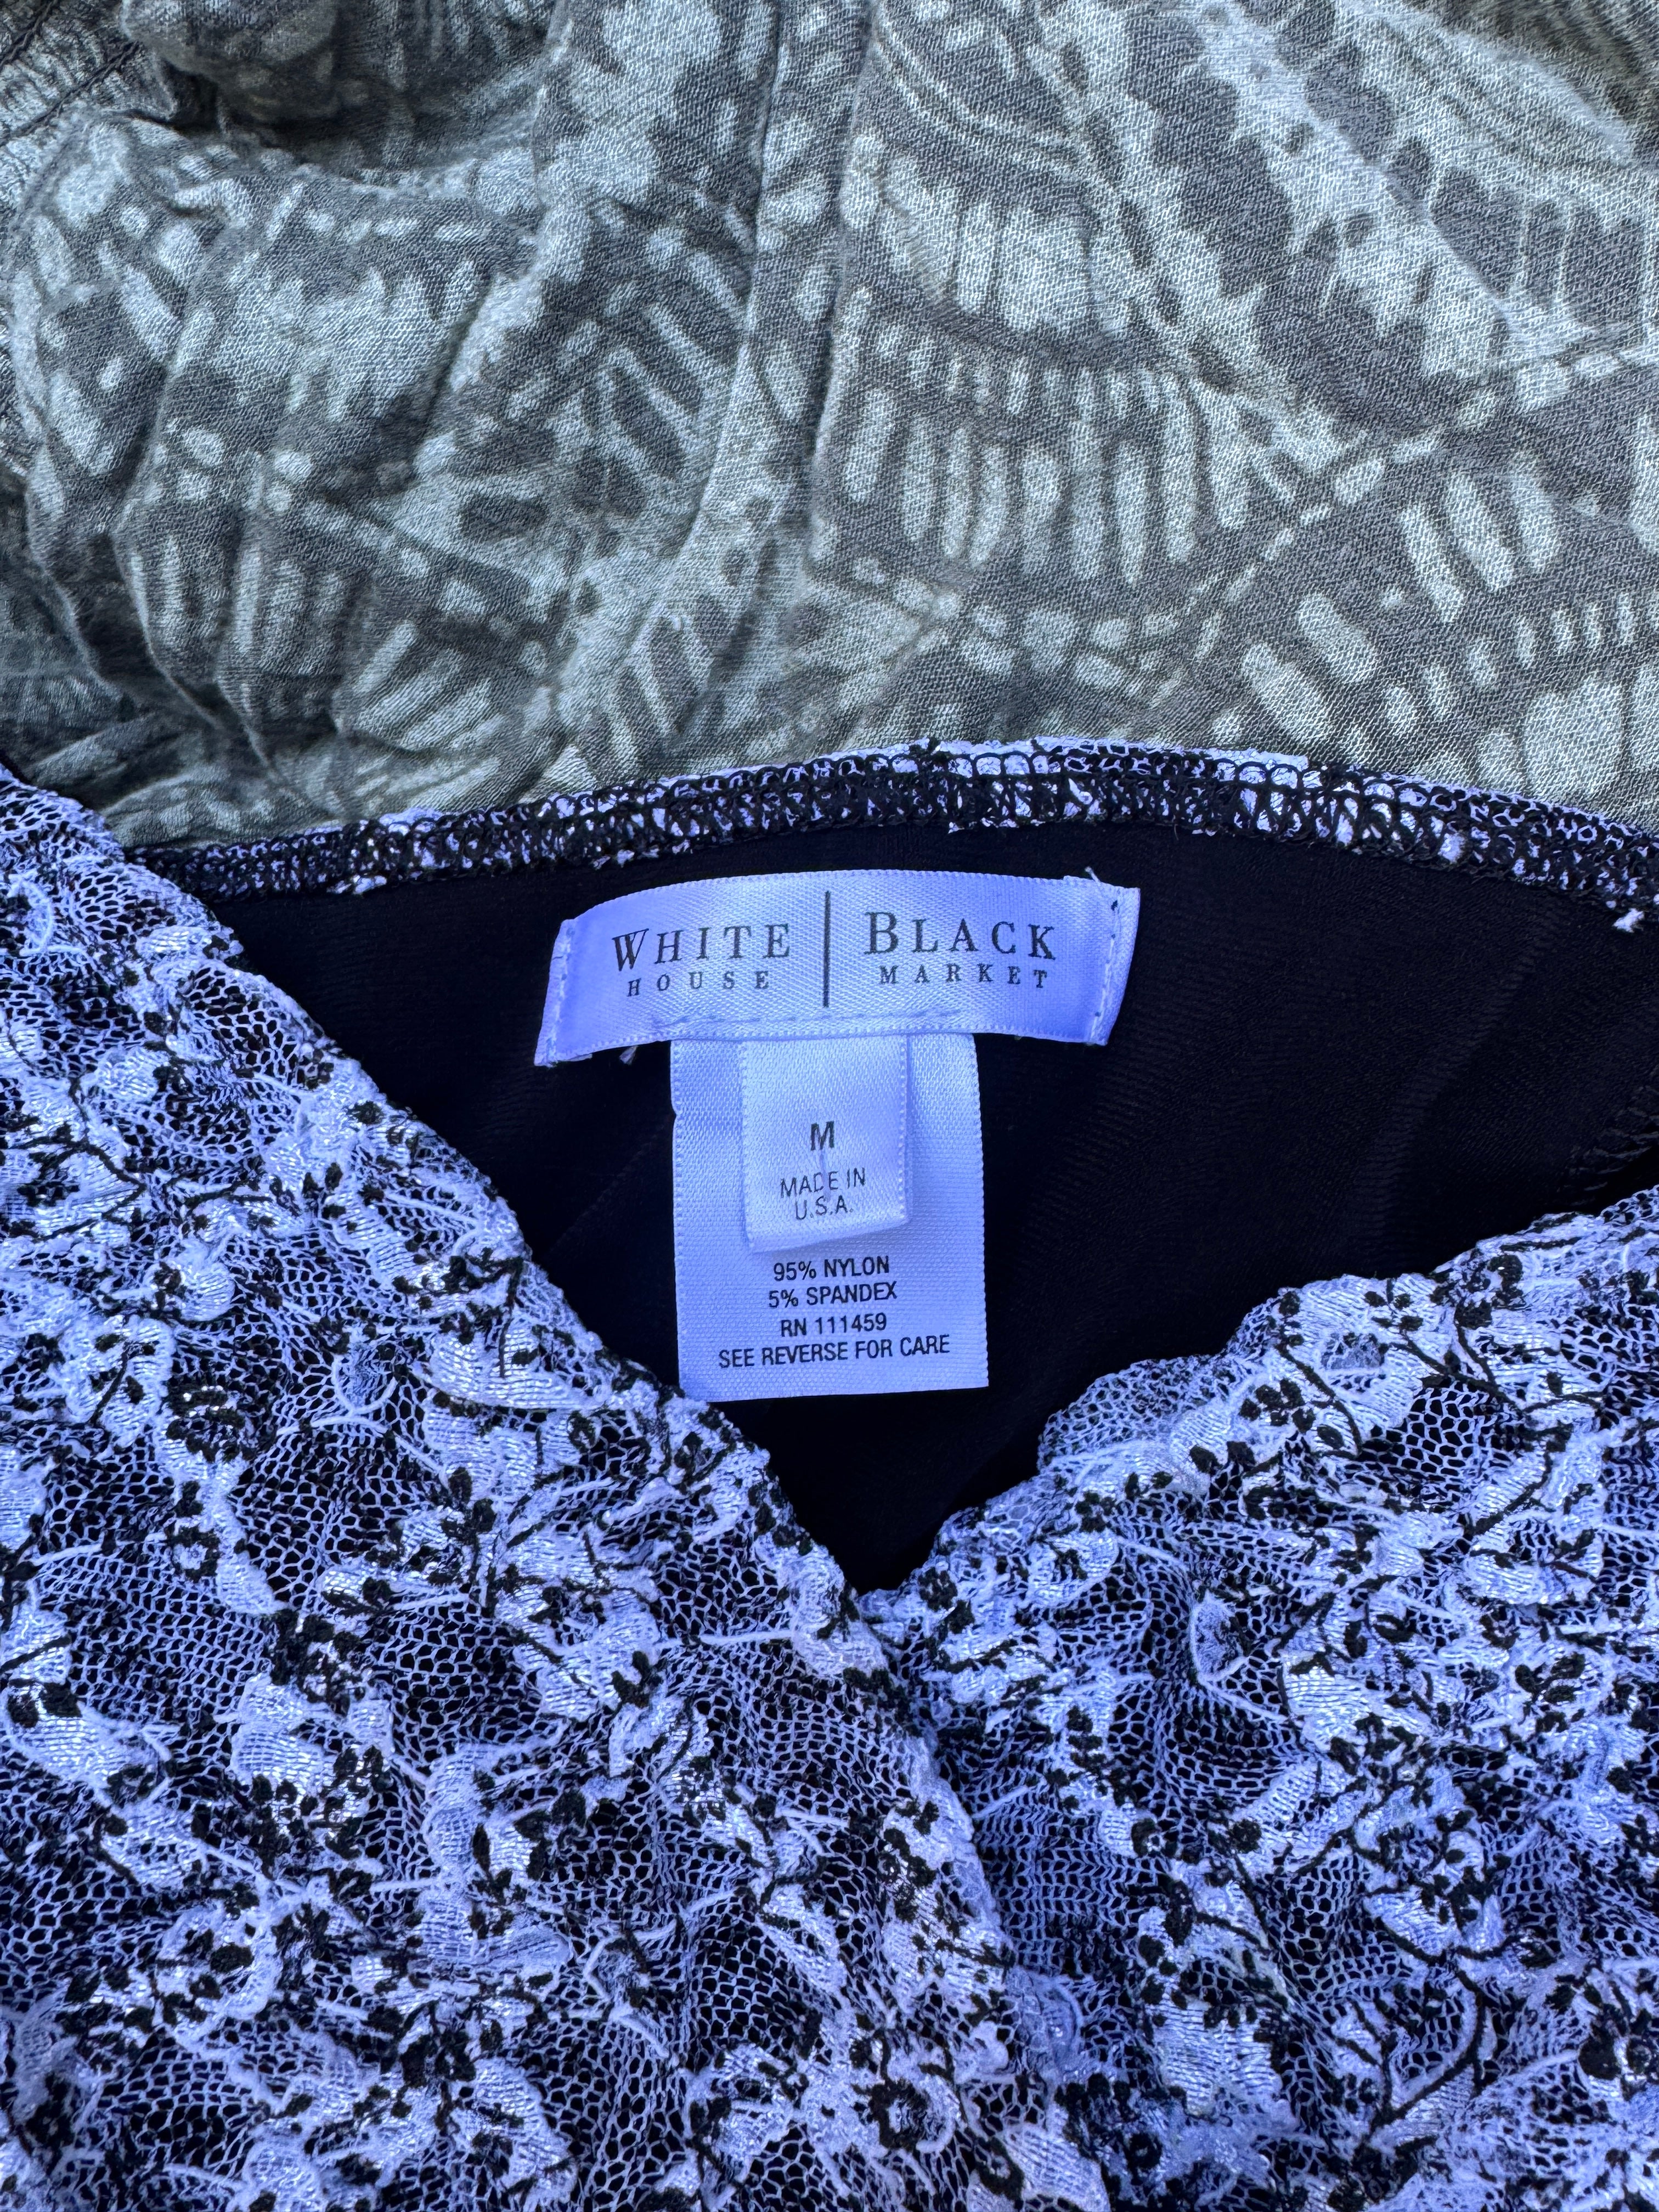 WHITE | BLACK
HOUSE MARKET
M
MADE IN
U.S.A.
95% NYLON
5% SPANDEX
RN 111459
SEE REVERSE FOR CARE